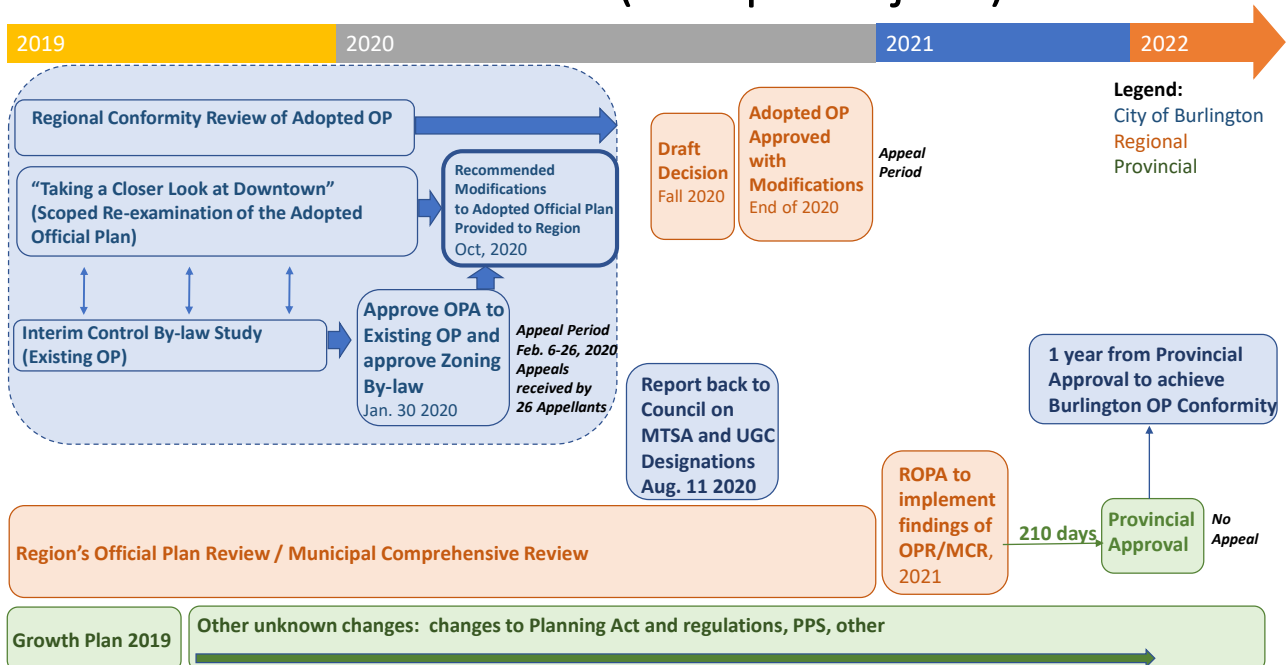 2019
2020
2021
2022
Legend:
City of Burlington
Regional
Provincial
Regional Conformity Review of Adopted OP
“Taking a Closer Look at Downtown”
(Scoped Re-examination of the Adopted
Official Plan)
Recommended
Modifications
to Adopted Official Plan
Provided to Region
Oct, 2020
Draft
Decision
Fall 2020
Adopted OP
Approved
with
Modifications
End of 2020
Appeal
Period
Interim Control By-law Study
(Existing OP)
Approve OPA to
Existing OP and
approve Zoning
By-law
Jan. 30 2020
Appeal Period
Feb. 6-26, 2020
Appeals
received by
26 Appellants
Report back to
Council on
MTSA and UGC
Designations
Aug. 11 2020
1 year from Provincial
Approval to achieve
Burlington OP Conformity
Region’s Official Plan Review / Municipal Comprehensive Review
ROPA to
implement
findings of
OPR/MCR,
2021
210 days
Provincial
Approval
No
Appeal
Growth Plan 2019
Other unknown changes: changes to Planning Act and regulations, PPS, other